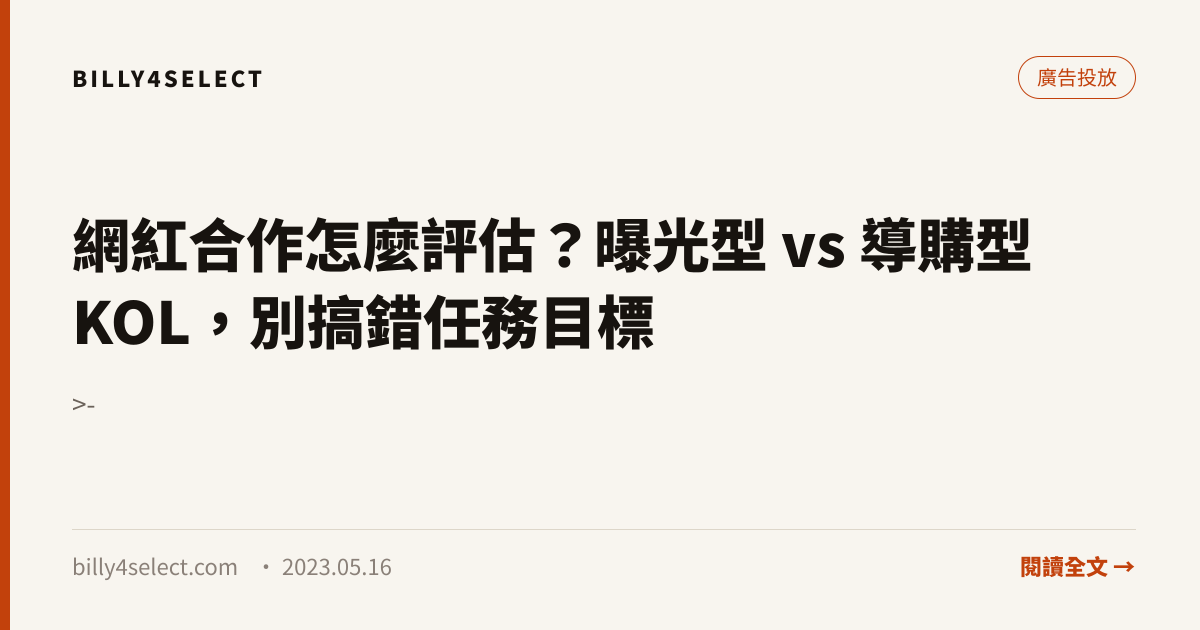 BILLY4SELECT
廣告投放
網紅合作怎麼評估？曝光型 vs 導購型
KOL，別搞錯任務目標
>-
billy4select.com ・ 2023.05.16
閱讀全文 →